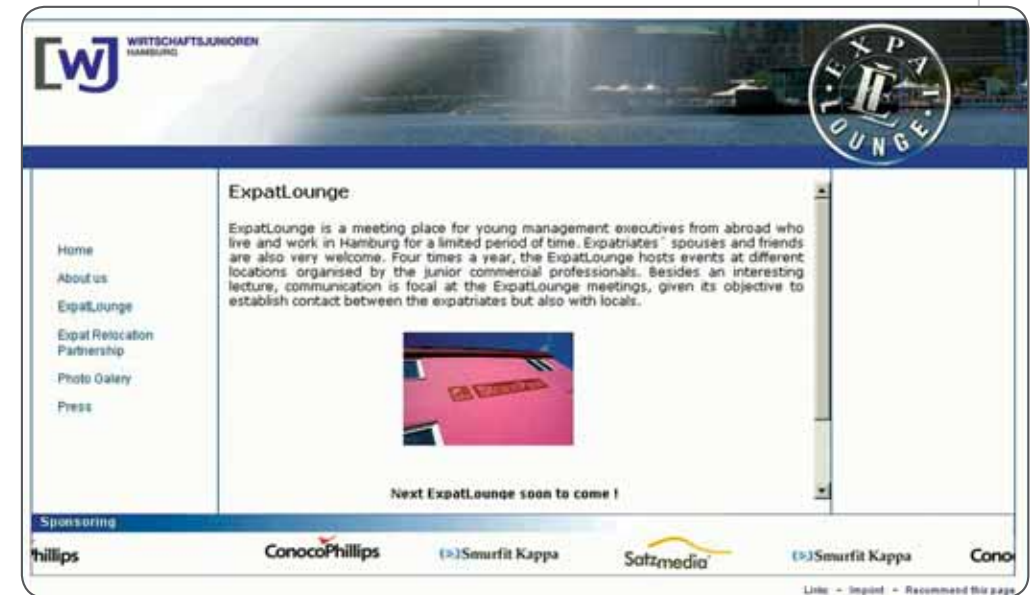 WJ
WIRTSCHAFTSJUNIOREN
HAMBURG
EXPAT LOUNGE
EL
ExpatLounge
ExpatLounge is a meeting place for young management executives from abroad who
live and work in Hamburg for a limited period of time. Expatriates´ spouses and friends
are also very welcome. Four times a year, the ExpatLounge hosts events at different
locations organised by the junior commercial professionals. Besides an interesting
lecture, communication is focal at the ExpatLounge meetings, given its objective to
establish contact between the expatriates but also with locals.
Home
About us
ExpatLounge
Expat Relocation
Partnership
Photo Galery
Press
Next ExpatLounge soon to come !
Sponsoring
hillips
ConocoPhillips
Smurfit Kappa
Satzmedia
Smurfit Kappa
Cono
Links - Imprint - Recommend this page